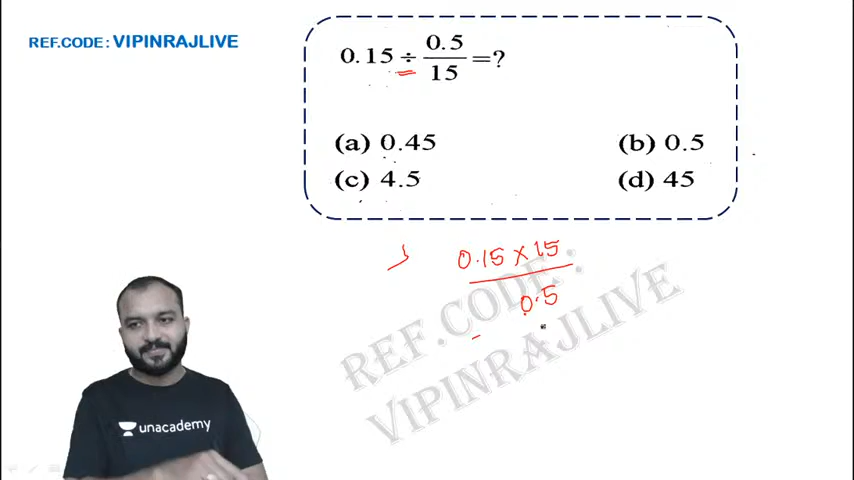 REF.CODE : VIPINRAJLIVE
0.15 ÷ 0.5/15 = ?
(a) 0.45
(b) 0.5
(c) 4.5
(d) 45
0.15 × 15
0.5
REF.CODE :
VIPINRAJLIVE
unacademy